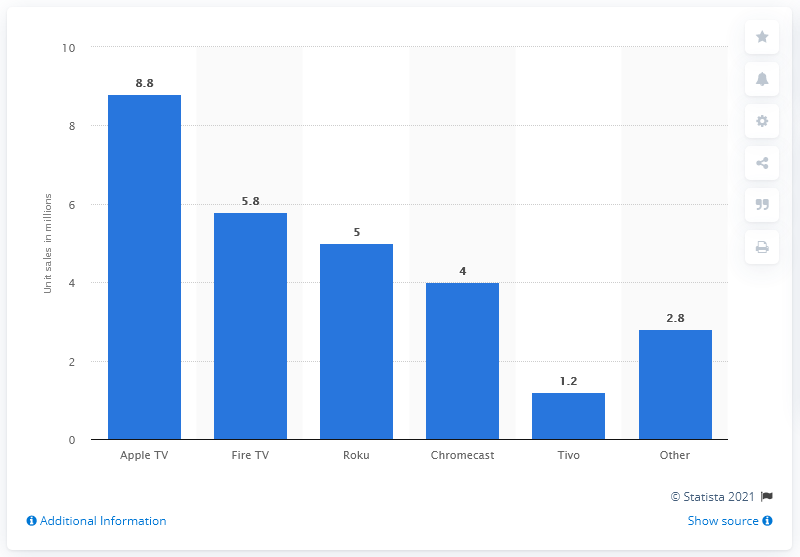 10
8
6
4
2
0
Unit sales in millions
8.8
5.8
5
4
1.2
2.8
Apple TV
Fire TV
Roku
Chromecast
Tivo
Other
© Statista 2021
Additional Information
Show source